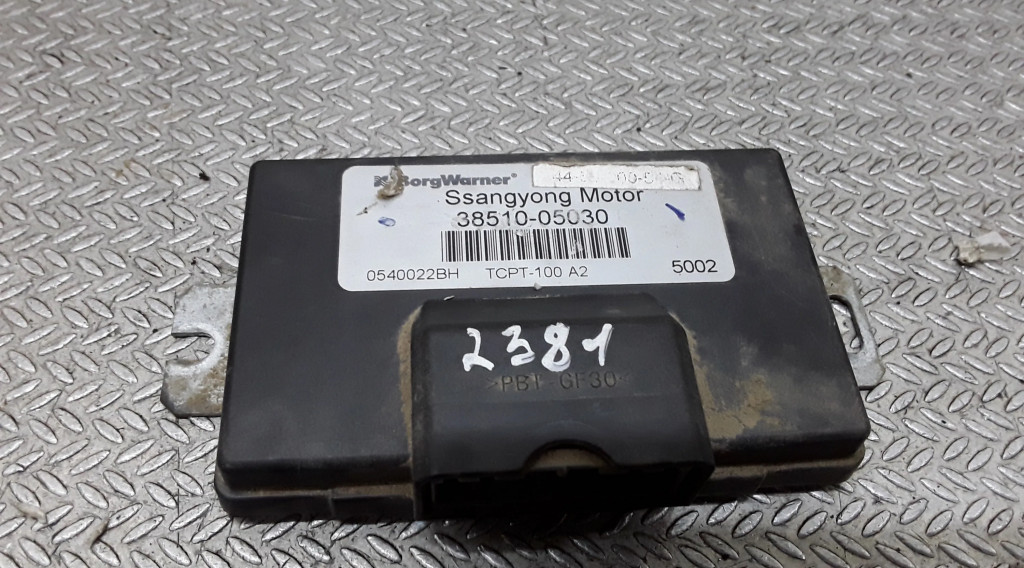 BorgWarner®
Ssangyong Motor
38510-05030
0540022BH TCPT-100 A2 5002
2381
>PBT-GF30<